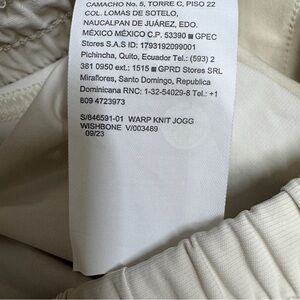 CAMACHO No. 5, TORRE C, PISO 22
COL. LOMAS DE SOTELO,
NAUCALPAN DE JUÁREZ, EDO.
MÉXICO MÉXICO C.P. 53390 ■ GPEC
Stores S.A.S ID: 1793192099001
Pichincha, Quito, Ecuador Tel.: (593) 2
381 0950 ext.: 1515 ■ GPRD Stores SRL
Miraflores, Santo Domingo, Republica
Dominicana RNC: 1-32-54029-8 Tel.: +1
809 4723973
S/846591-01 WARP KNIT JOGG
WISHBONE V/003489
09/23